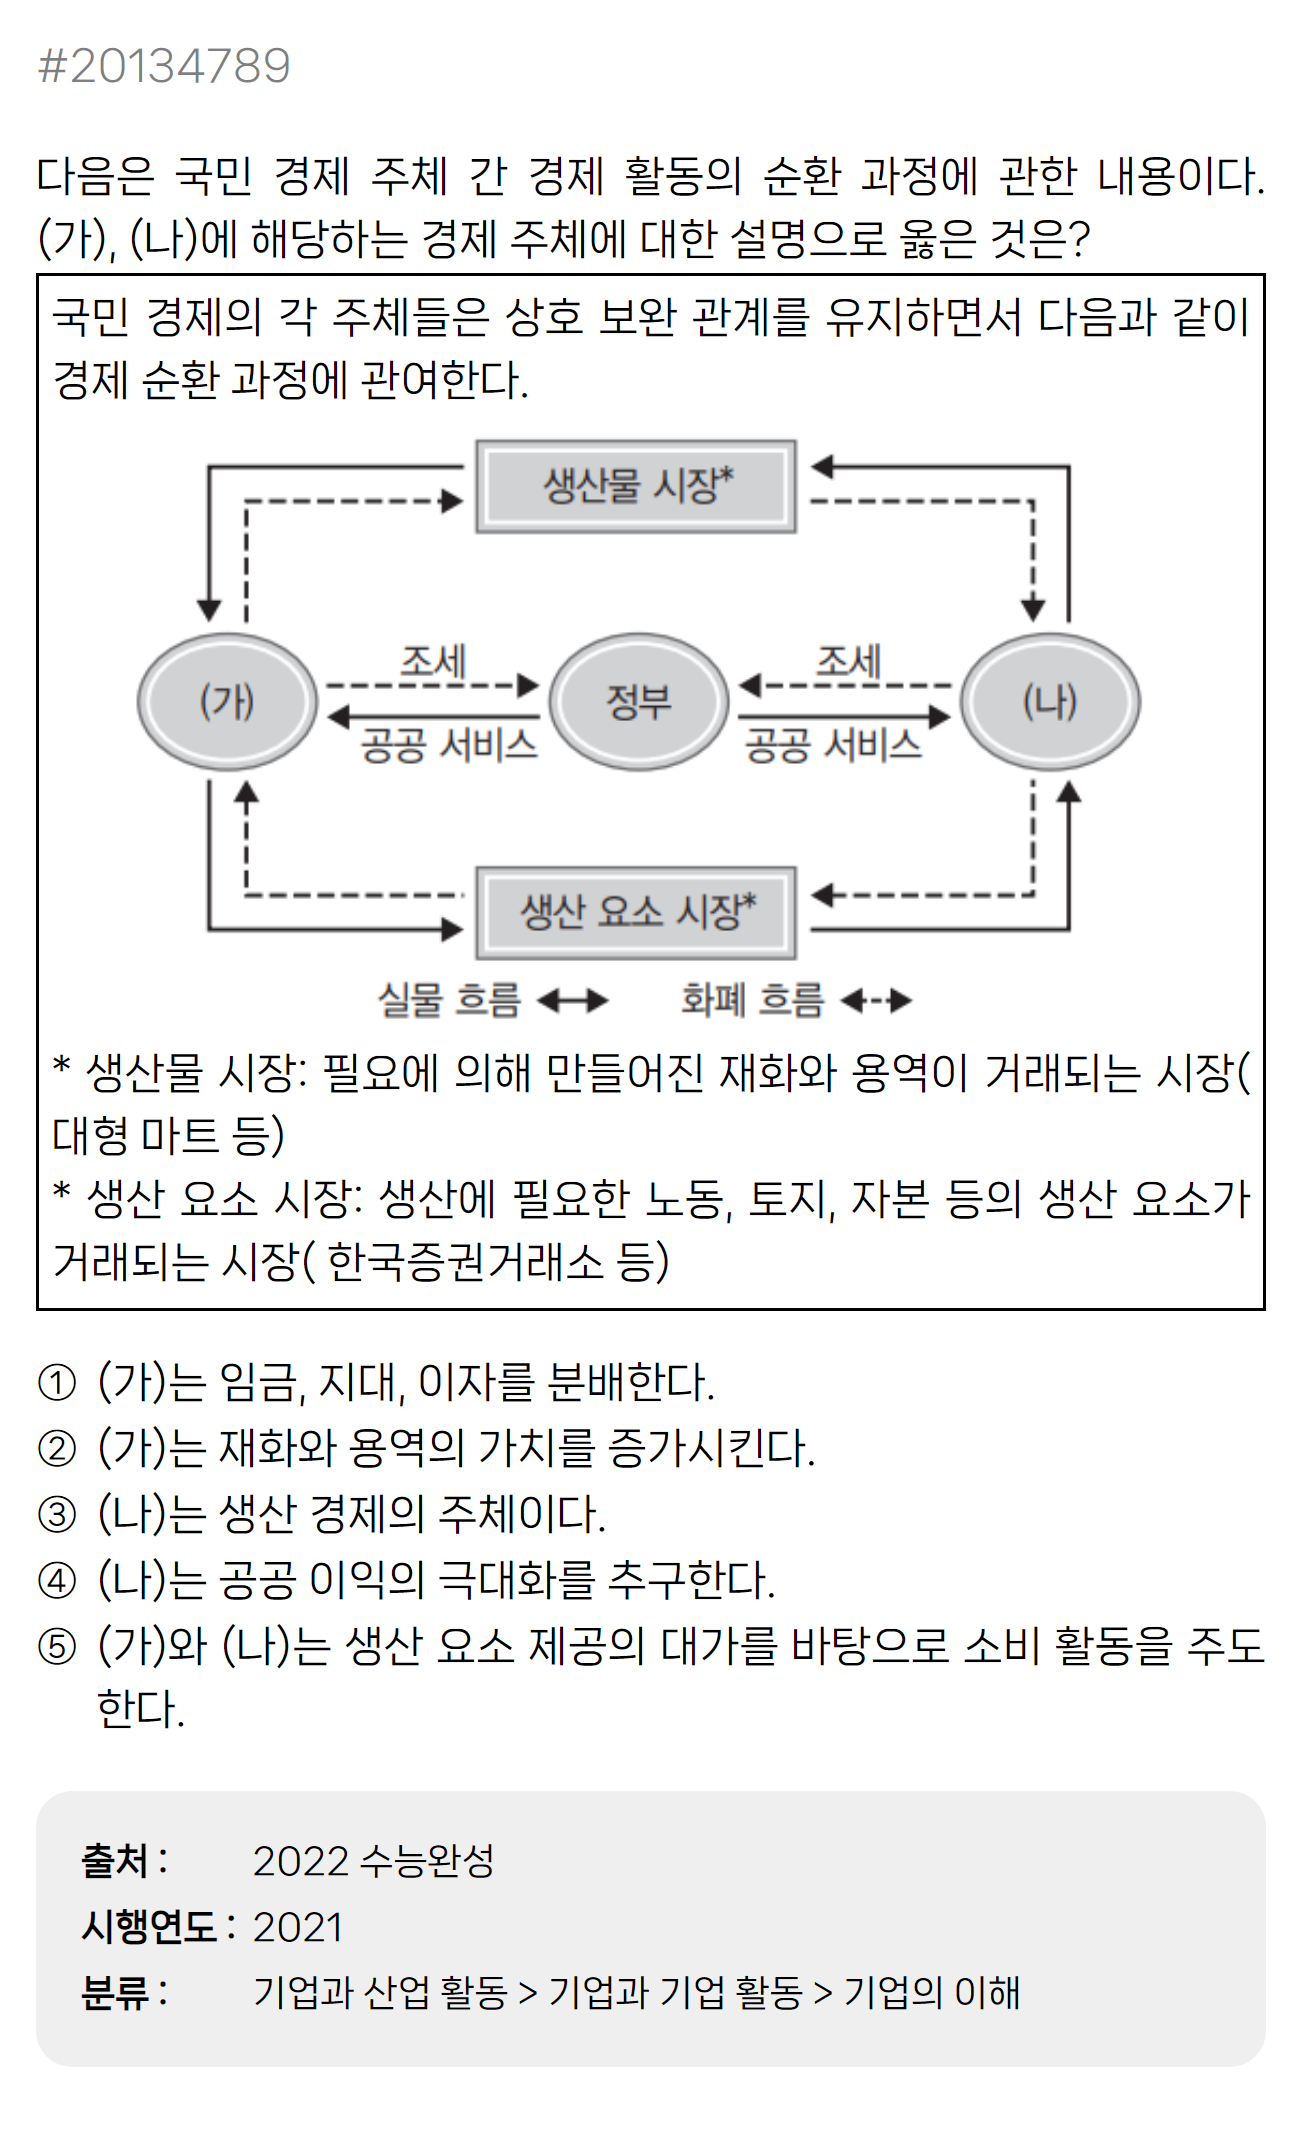 #20134789
다음은 국민 경제 주체 간 경제 활동의 순환 과정에 관한 내용이다.
(가), (나)에 해당하는 경제 주체에 대한 설명으로 옳은 것은?
국민 경제의 각 주체들은 상호 보완 관계를 유지하면서 다음과 같이
경제 순환 과정에 관여한다.
생산물 시장*
조세
조세
(가)
정부
(나)
공공 서비스
공공 서비스
생산 요소 시장*
실물 흐름
화폐 흐름
* 생산물 시장: 필요에 의해 만들어진 재화와 용역이 거래되는 시장(
대형 마트 등)
* 생산 요소 시장: 생산에 필요한 노동, 토지, 자본 등의 생산 요소가
거래되는 시장( 한국증권거래소 등)
① (가)는 임금, 지대, 이자를 분배한다.
② (가)는 재화와 용역의 가치를 증가시킨다.
③ (나)는 생산 경제의 주체이다.
④ (나)는 공공 이익의 극대화를 추구한다.
⑤ (가)와 (나)는 생산 요소 제공의 대가를 바탕으로 소비 활동을 주도
한다.
출처 : 2022 수능완성
시행연도 : 2021
분류 : 기업과 산업 활동 > 기업과 기업 활동 > 기업의 이해